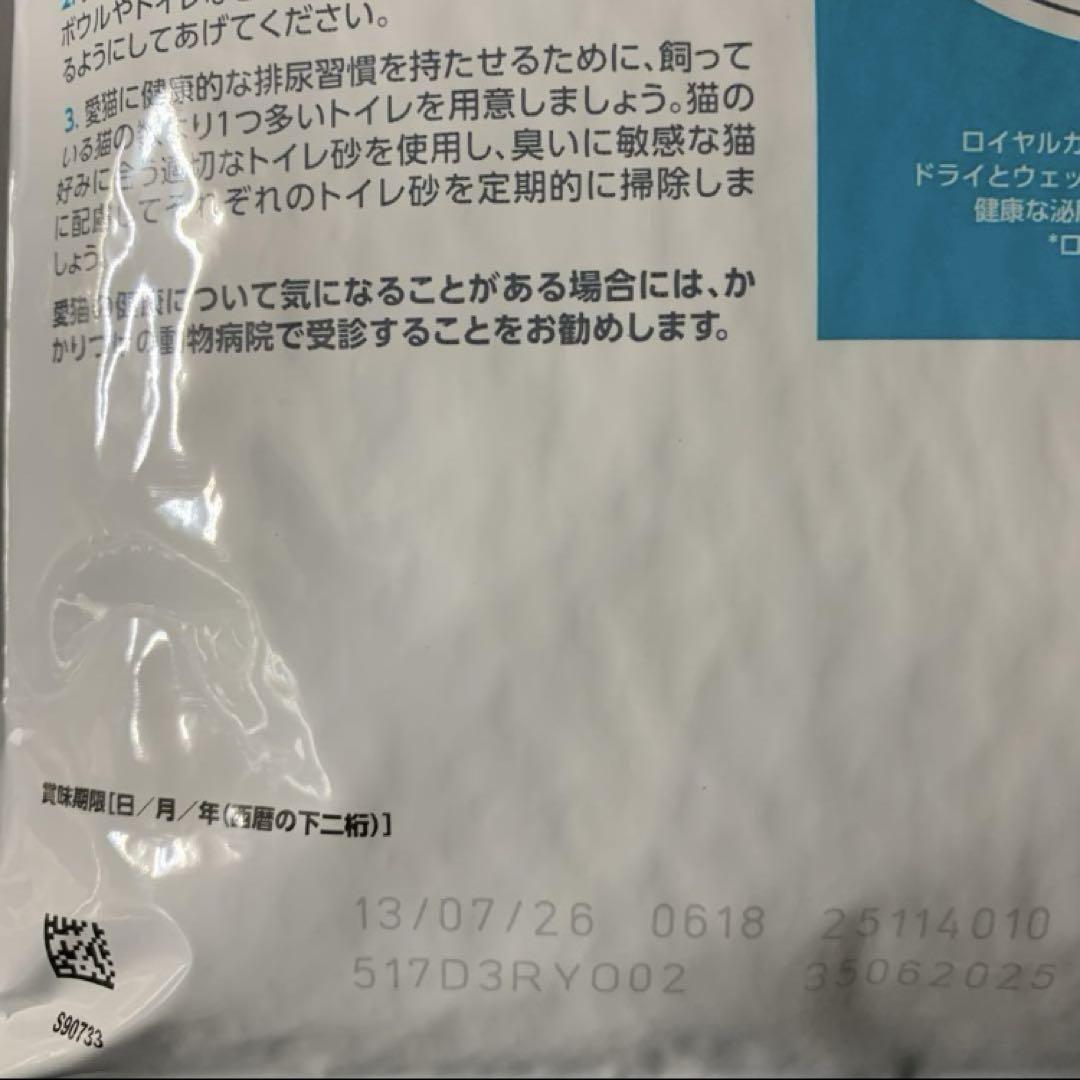 ボウルやトイレ
るようにしてあげてください。
3. 愛猫に健康的な排尿習慣を持たせるために、飼って
いる猫の数より1つ多いトイレを用意しましょう。猫の
好みに合う適切なトイレ砂を使用し、臭いに敏感な猫
に配慮してそれぞれのトイレ砂を定期的に掃除しま
しょう。
愛猫の健康について気になることがある場合には、か
かりつけの動物病院で受診することをお勧めします。
ロイヤルカ
ドライとウェッ
健康な泌
*ロ
賞味期限[日/月/年(西暦の下二桁)]
13/07/26 0618 25114010
517D3RYO02 35062025
S90733